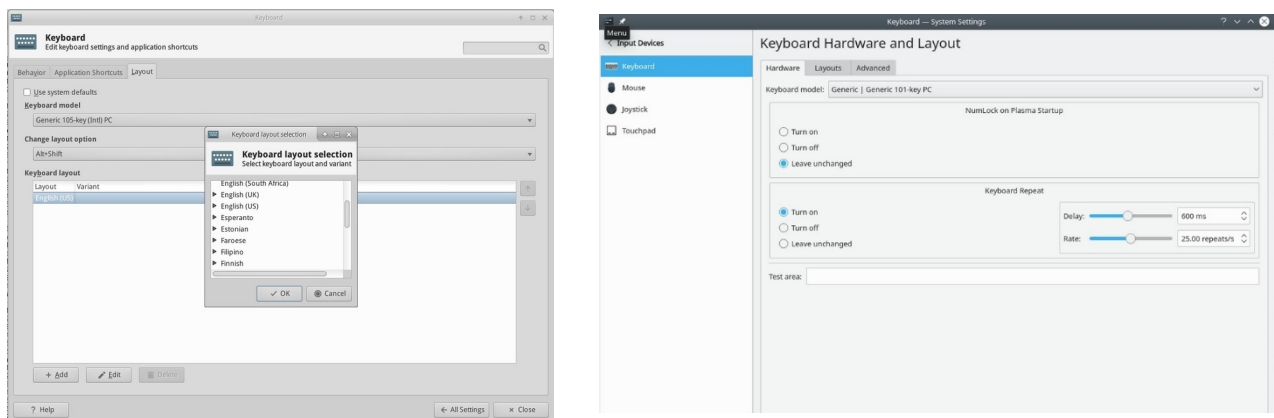 Keyboard
Keyboard
Edit keyboard settings and application shortcuts
Behavior Application Shortcuts Layout
Use system defaults
Keyboard model
Generic 105-key (Intl) PC
Change layout option
Alt+Shift
Keyboard layout
Layout Variant
English (US)
Keyboard layout selection
Keyboard layout selection
Select keyboard layout and variant
English (South Africa)
English (UK)
English (US)
Esperanto
Estonian
Faroese
Filipino
Finnish
OK Cancel
Add Edit Delete
Help All Settings Close
Keyboard — System Settings
Menu
Input Devices
Keyboard
Mouse
Joystick
Touchpad
Keyboard Hardware and Layout
Hardware Layouts Advanced
Keyboard model: Generic | Generic 101-key PC
NumLock on Plasma Startup
Turn on
Turn off
Leave unchanged
Keyboard Repeat
Turn on
Turn off
Leave unchanged
Delay: 600 ms
Rate: 25.00 repeats/s
Test area: